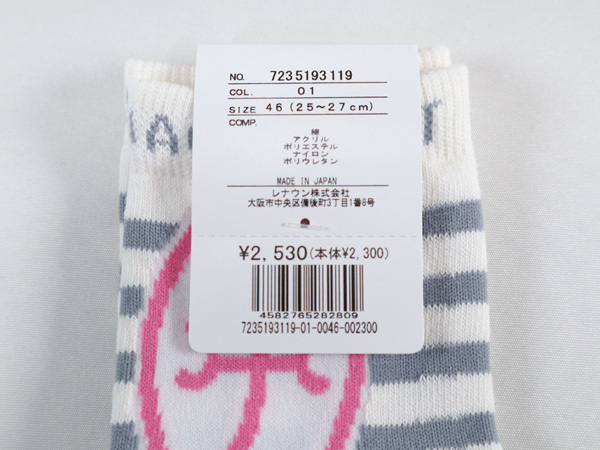 NO. 7235193119
COL. 01
SIZE 46 (25~27cm)
COMP.
綿
アクリル
ポリエステル
ナイロン
ポリウレタン
MADE IN JAPAN
レナウン株式会社
大阪市中央区備後町3丁目1番8号
¥2,530(本体¥2,300)
4582765282809
7235193119-01-0046-002300